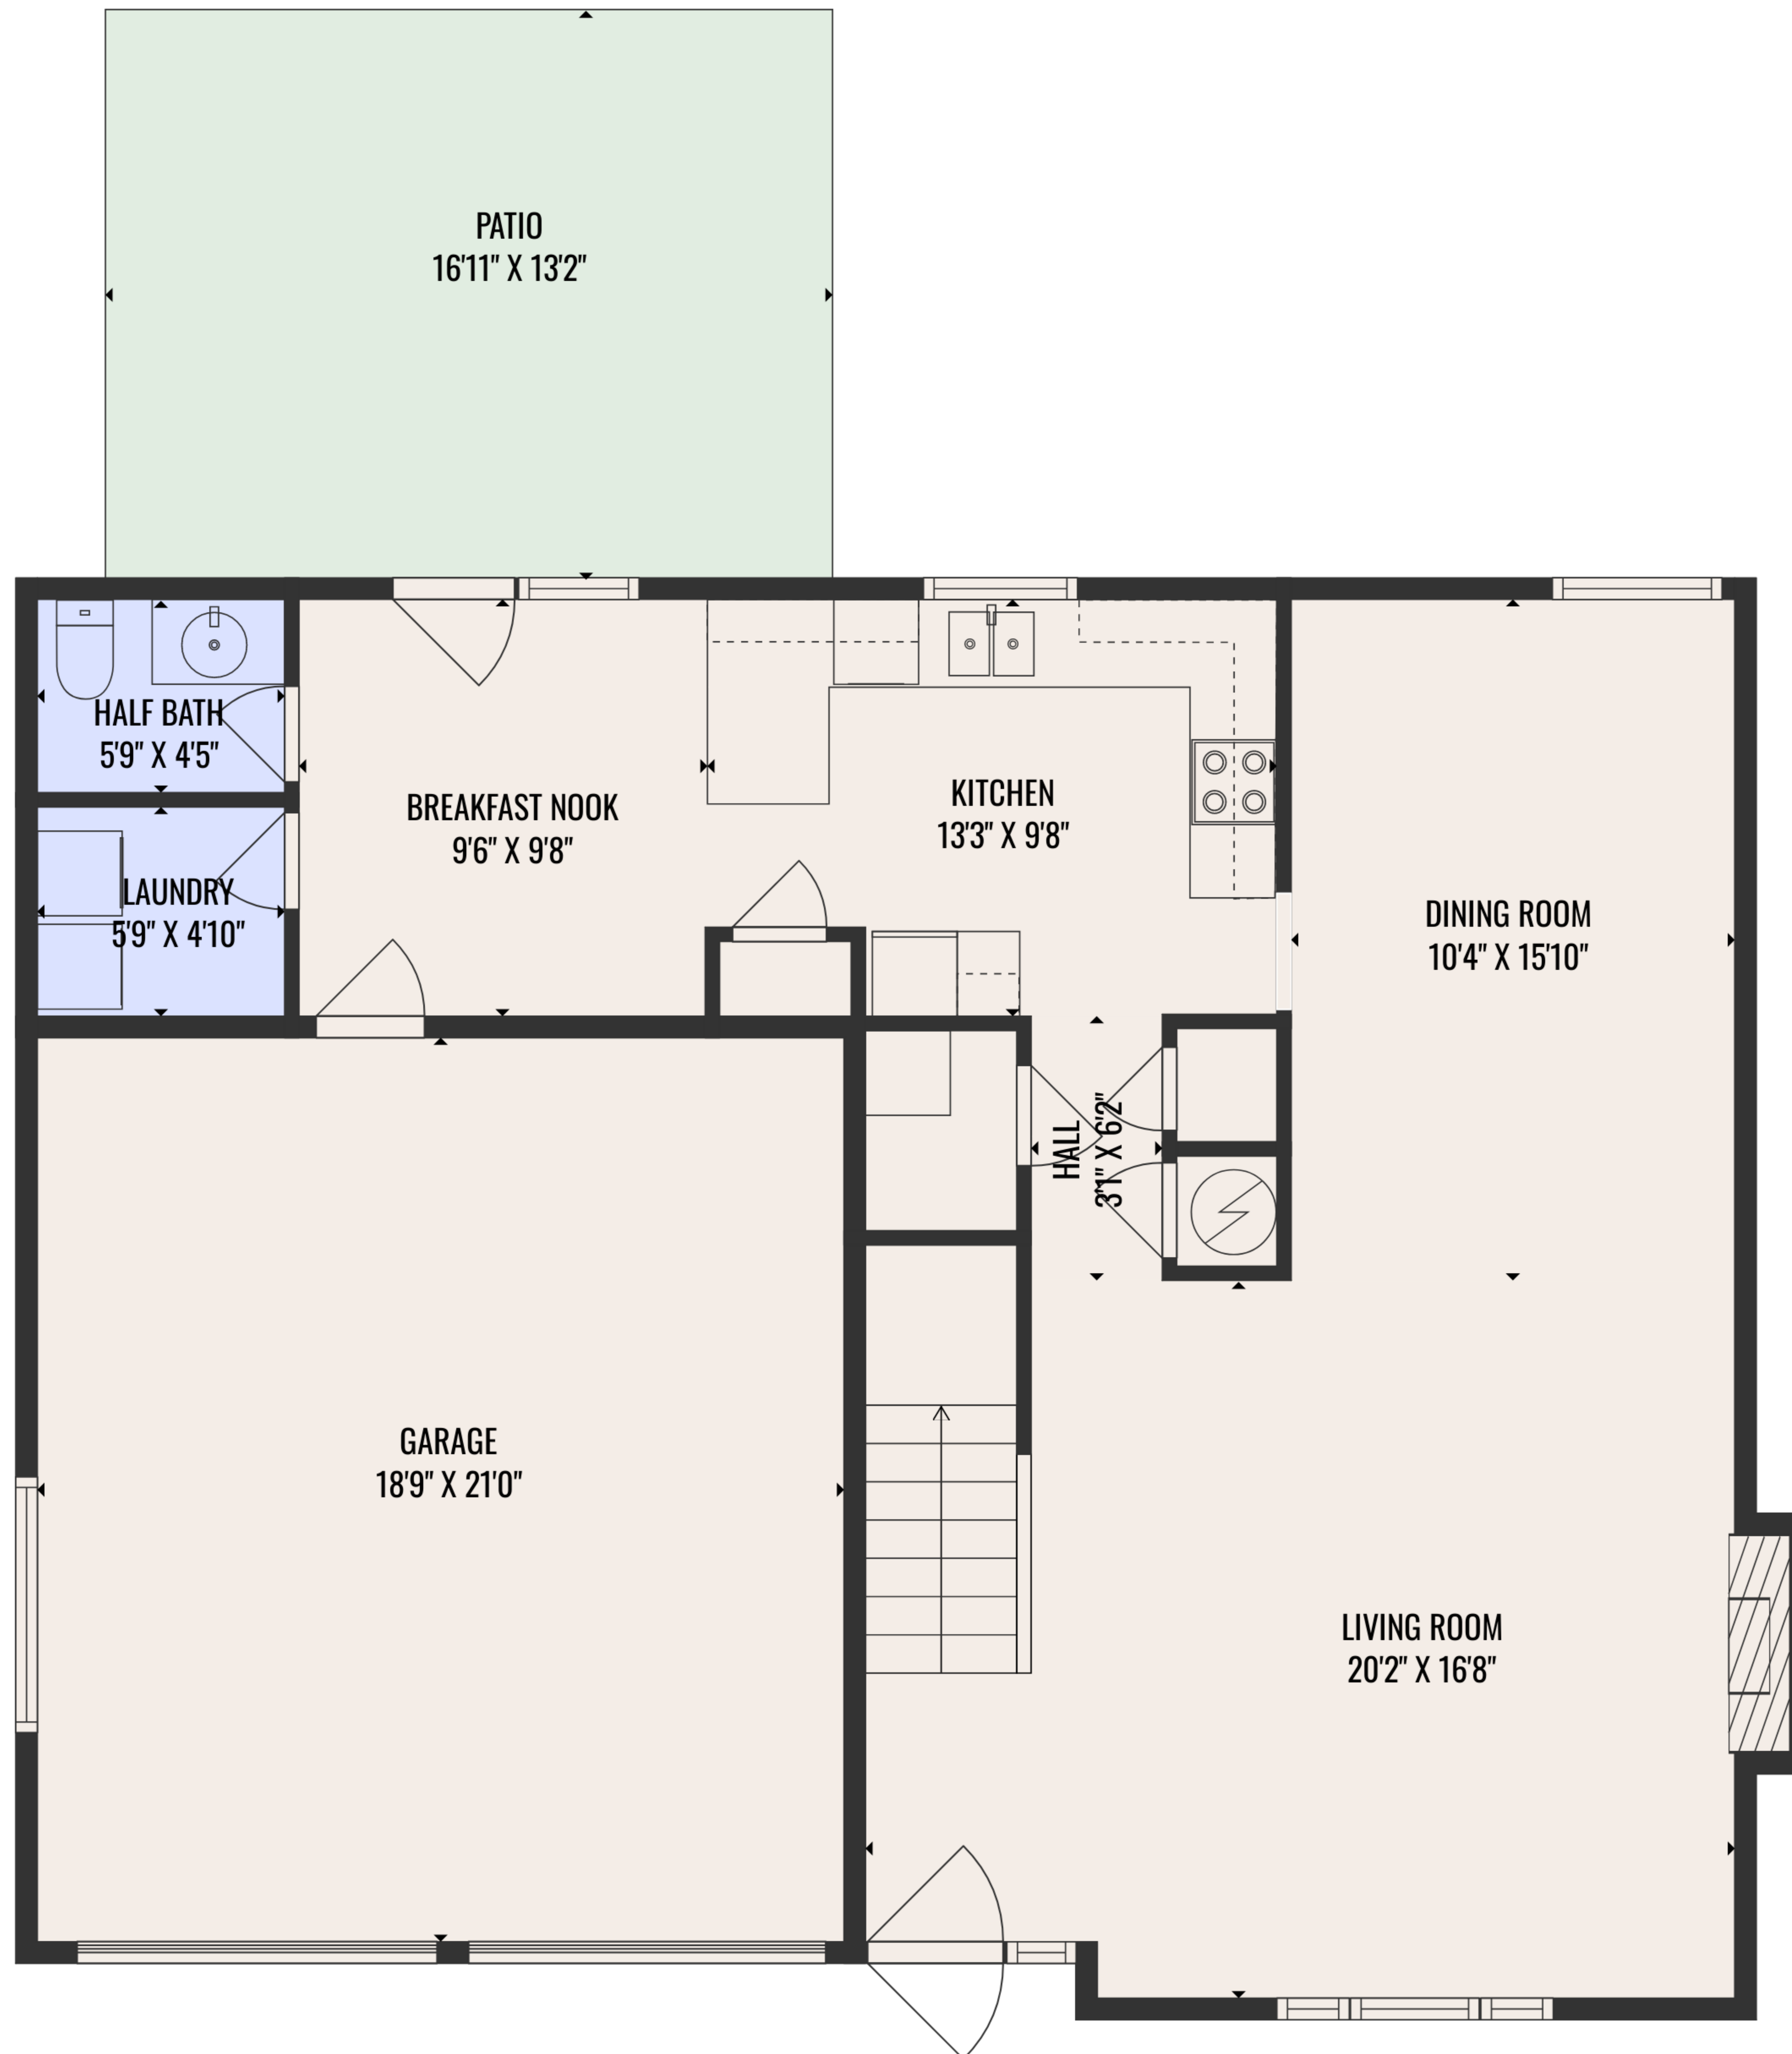 PATIO
16'11" X 13'2"
HALF BATH
5'9" X 4'5"
BREAKFAST NOOK
9'6" X 9'8"
KITCHEN
13'3" X 9'8"
LAUNDRY
5'9" X 4'10"
DINING ROOM
10'4" X 15'10"
HALL
3'1" X 6'2"
GARAGE
18'9" X 21'0"
LIVING ROOM
20'2" X 16'8"